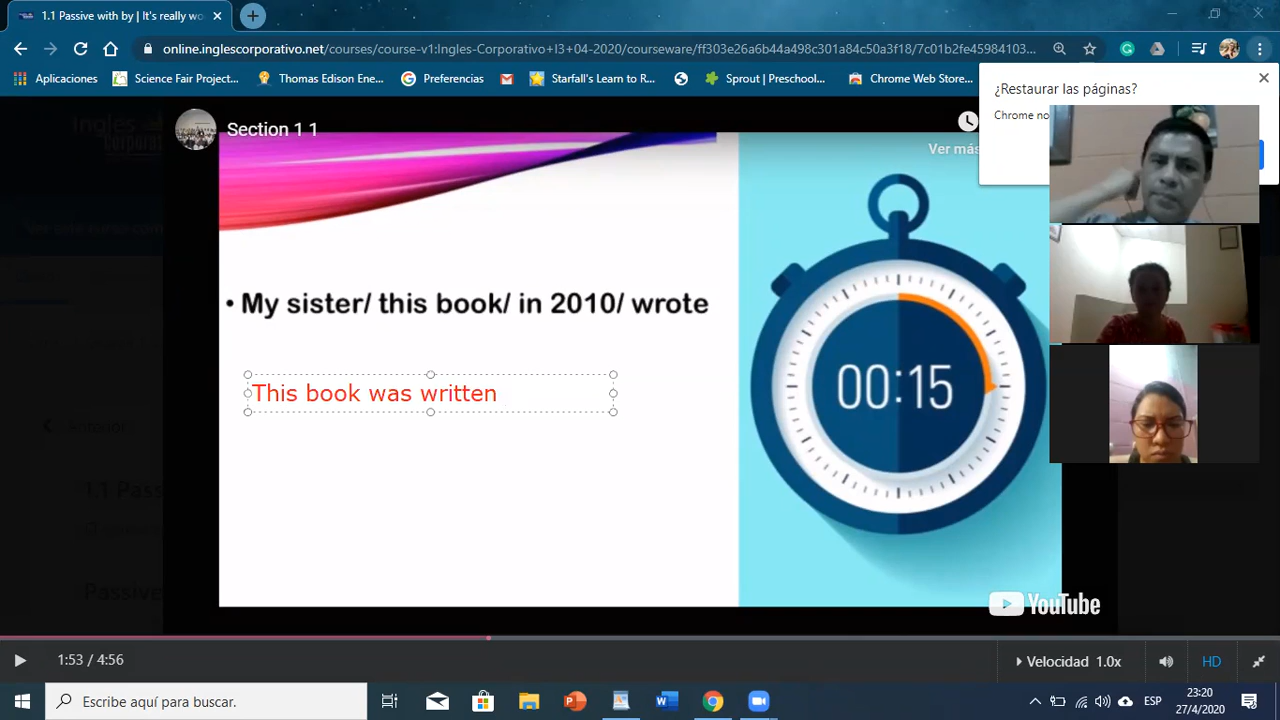 1.1 Passive with by | It's really wo
online.inglescorporativo.net/courses/course-v1:Ingles-Corporativo+I3+04-2020/courseware/ff303e26a6b44a498c301a84c50a3f18/7c01b2fe45984103...
Aplicaciones
Science Fair Project...
Thomas Edison Ene...
Preferencias
Starfall's Learn to R...
Sprout | Preschool...
Chrome Web Store...
¿Restaurar las páginas?
Chrome no
Section 1 1
Ver más
• My sister/ this book/ in 2010/ wrote
This book was written
00:15
YouTube
1:53 / 4:56
Velocidad 1.0x
HD
Escribe aquí para buscar.
ESP
23:20
27/4/2020